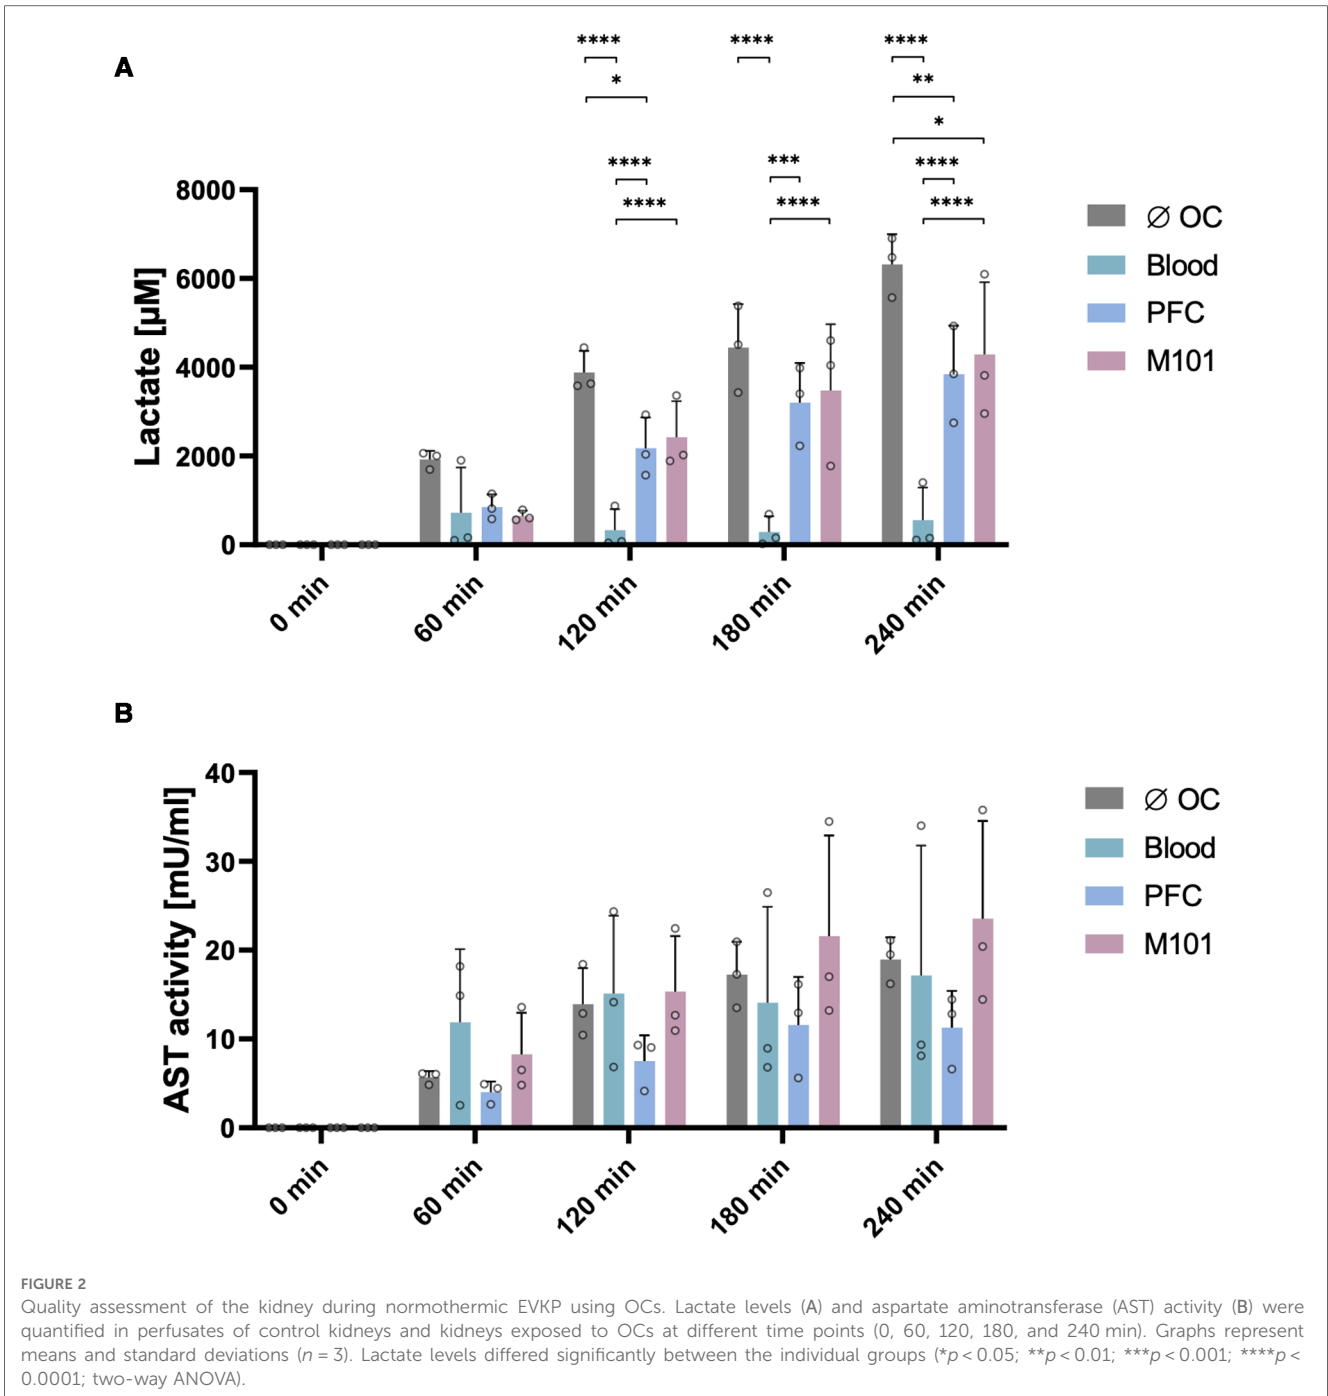 A
**** **** ****
* **
*
**** *** ****
**** **** ****
Lactate [µM]
8000
6000
4000
2000
0
0 min
60 min
120 min
180 min
240 min
∅ OC
Blood
PFC
M101
B
AST activity [mU/ml]
40
30
20
10
0
0 min
60 min
120 min
180 min
240 min
∅ OC
Blood
PFC
M101
FIGURE 2
Quality assessment of the kidney during normothermic EVKP using OCs. Lactate levels (A) and aspartate aminotransferase (AST) activity (B) were
quantified in perfusates of control kidneys and kidneys exposed to OCs at different time points (0, 60, 120, 180, and 240 min). Graphs represent
means and standard deviations (n = 3). Lactate levels differed significantly between the individual groups (*p < 0.05; **p < 0.01; ***p < 0.001; ****p <
0.0001; two-way ANOVA).